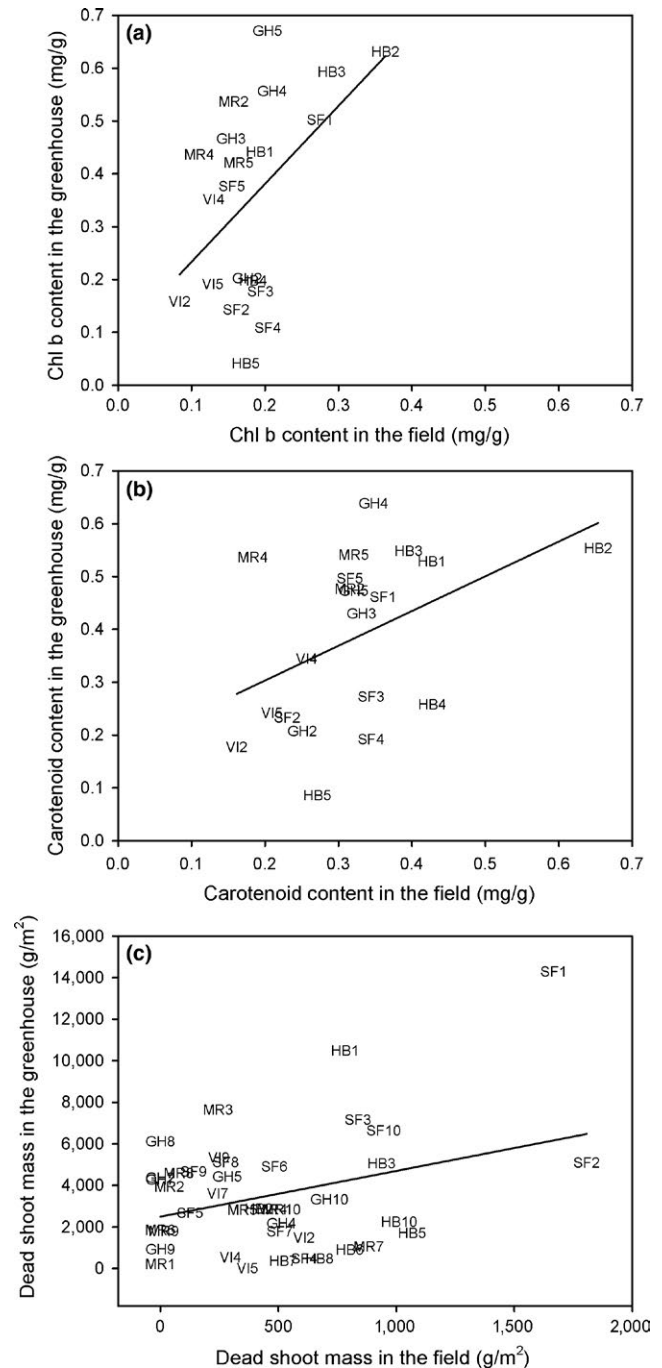 (a)
Chl b content in the greenhouse (mg/g)
0.7
0.6
0.5
0.4
0.3
0.2
0.1
0.0
GH5
HB2
HB3
GH4
MR2
SF1
GH3
MR4
HB1
MR5
SF5
VI4
GH2
HB4
VI5
SF3
VI2
SF2
SF4
HB5
0.0 0.1 0.2 0.3 0.4 0.5 0.6 0.7
Chl b content in the field (mg/g)
(b)
Carotenoid content in the greenhouse (mg/g)
0.7
0.6
0.5
0.4
0.3
0.2
0.1
0.0
GH4
MR4
MR5
HB3
HB2
HB1
SF5
MR2
GH5
SF1
GH3
VI4
SF3
HB4
VI5
SF2
GH2
SF4
VI2
HB5
0.0 0.1 0.2 0.3 0.4 0.5 0.6 0.7
Carotenoid content in the field (mg/g)
(c)
Dead shoot mass in the greenhouse (g/m²)
16,000
14,000
12,000
10,000
8,000
6,000
4,000
2,000
0
SF1
HB1
MR3
SF3
SF10
GH8
VI9
SF8
SF6
HB3
SF2
SF9
GH5
MR2
VI7
GH10
SF5
GH4
HB10
SF7
HB5
VI2
GH9
HB6
MR7
MR1
VI4
VI5
HB7
SF4
HB8
0 500 1,000 1,500 2,000
Dead shoot mass in the field (g/m²)